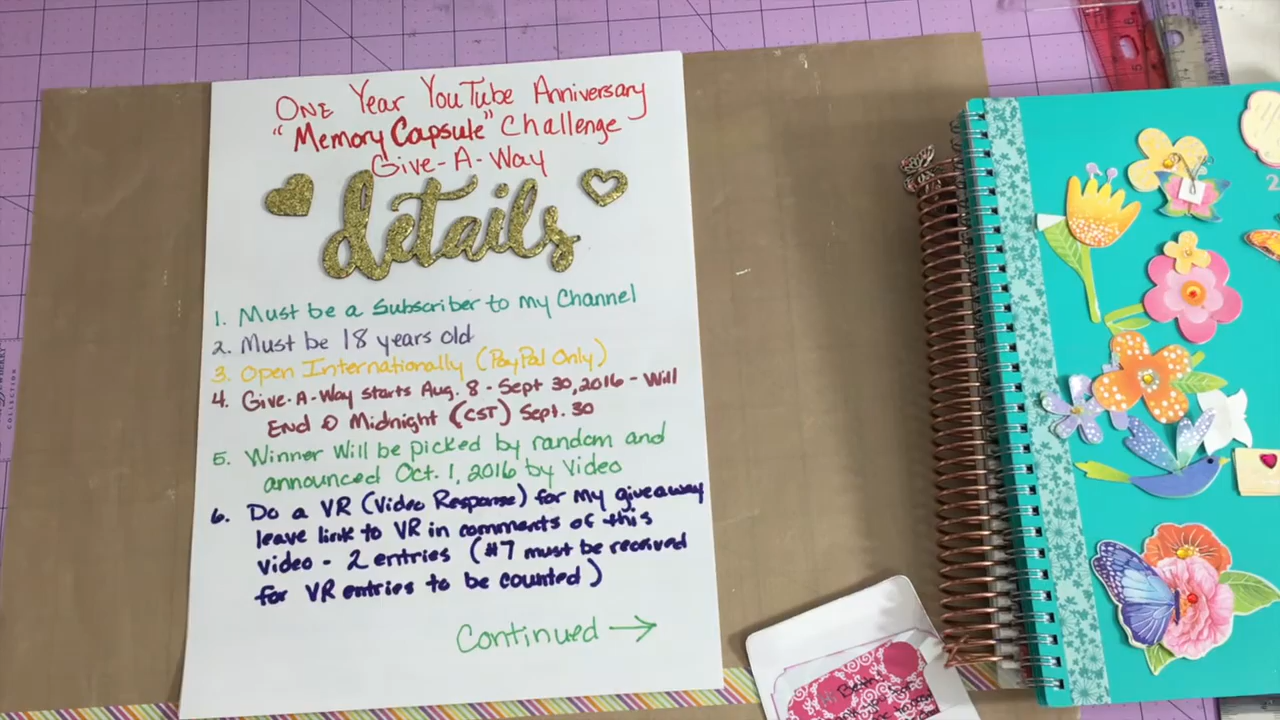 One Year YouTube Anniversary
"Memory Capsule" Challenge
Give-A-Way
details
1. Must be a Subscriber to my Channel
2. Must be 18 years old
3. Open Internationally (PayPal Only)
4. Give-A-Way starts Aug. 8 - Sept 30, 2016 - Will
End @ Midnight (CST) Sept. 30
5. Winner Will be picked by random and
announced Oct. 1, 2016 by Video
6. Do a VR (Video Response) for my giveaway
leave link to VR in comments of this
video - 2 entries (#7 must be received
for VR entries to be counted)
Continued →
COLLECTION
2